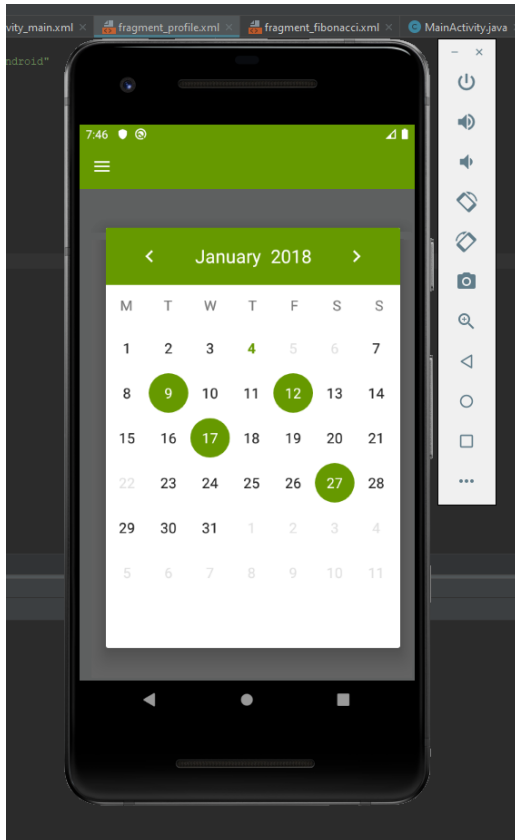 vity_main.xml × fragment_profile.xml × fragment_fibonacci.xml × MainActivity.java
ndroid"
7:46
January 2018
M T W T F S S
1 2 3 4 5 6 7
8 9 10 11 12 13 14
15 16 17 18 19 20 21
22 23 24 25 26 27 28
29 30 31 1 2 3 4
5 6 7 8 9 10 11